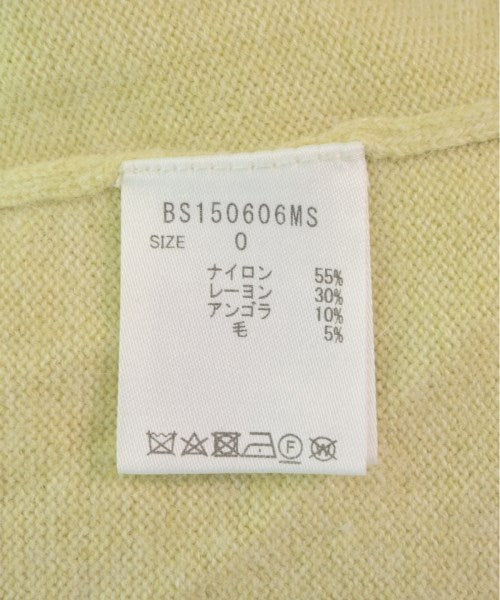 BS150606MS
SIZE 0
ナイロン 55%
レーヨン 30%
アンゴラ 10%
毛 5%
F W